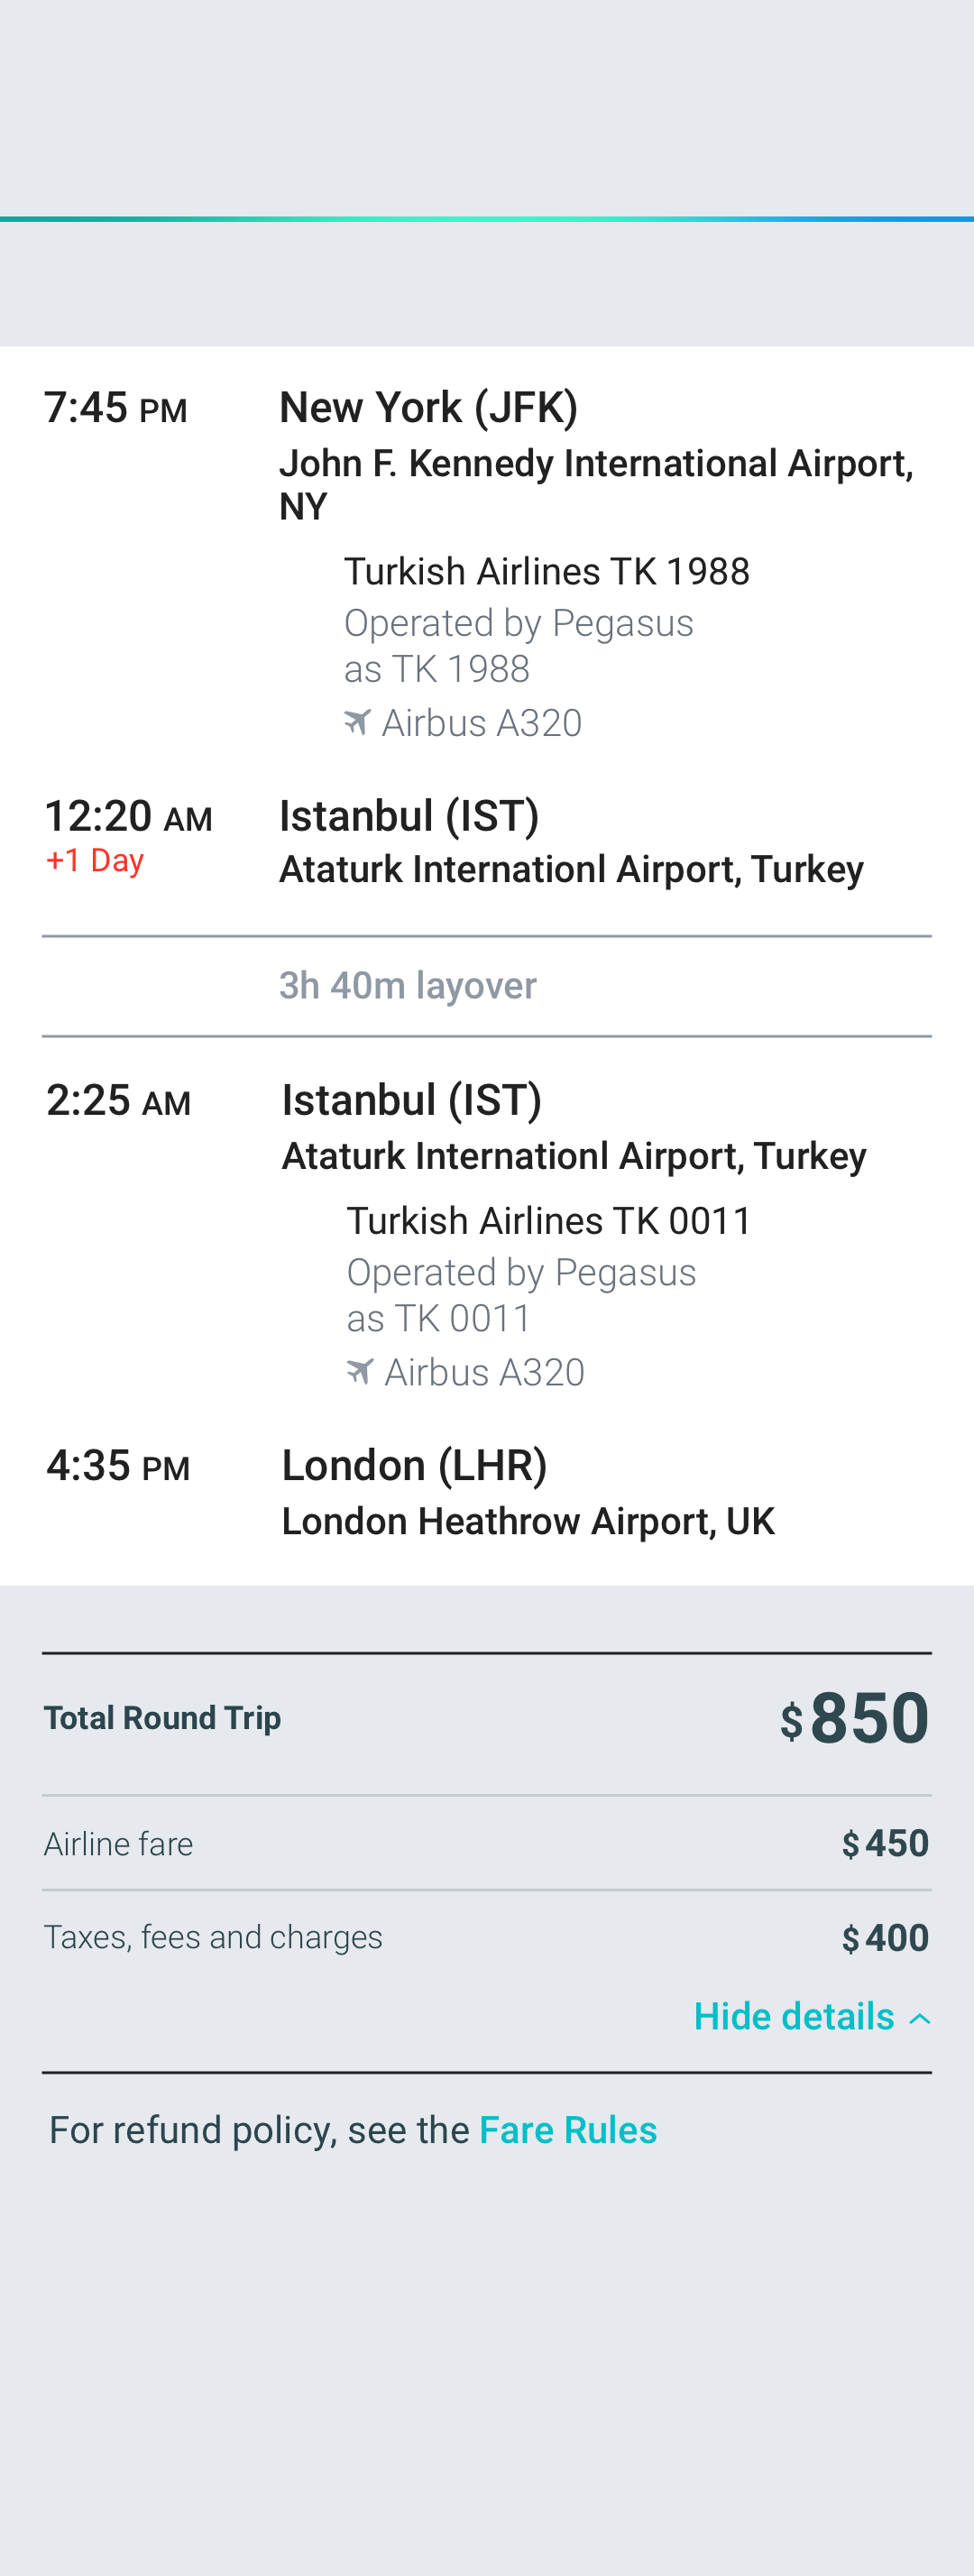 7:45 PM New York (JFK)
John F. Kennedy International Airport,
NY
Turkish Airlines TK 1988
Operated by Pegasus
as TK 1988
Airbus A320
12:20 AM Istanbul (IST)
+1 Day Ataturk Internationl Airport, Turkey
3h 40m layover
2:25 AM Istanbul (IST)
Ataturk Internationl Airport, Turkey
Turkish Airlines TK 0011
Operated by Pegasus
as TK 0011
Airbus A320
4:35 PM London (LHR)
London Heathrow Airport, UK
Total Round Trip $850
Airline fare $450
Taxes, fees and charges $400
Hide details
For refund policy, see the Fare Rules